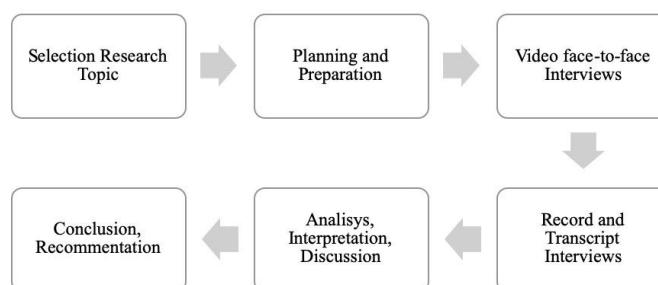 Selection Research
Topic
Planning and
Preparation
Video face-to-face
Interviews
Record and
Transcript
Interviews
Analisys,
Interpretation,
Discussion
Conclusion,
Recommentation